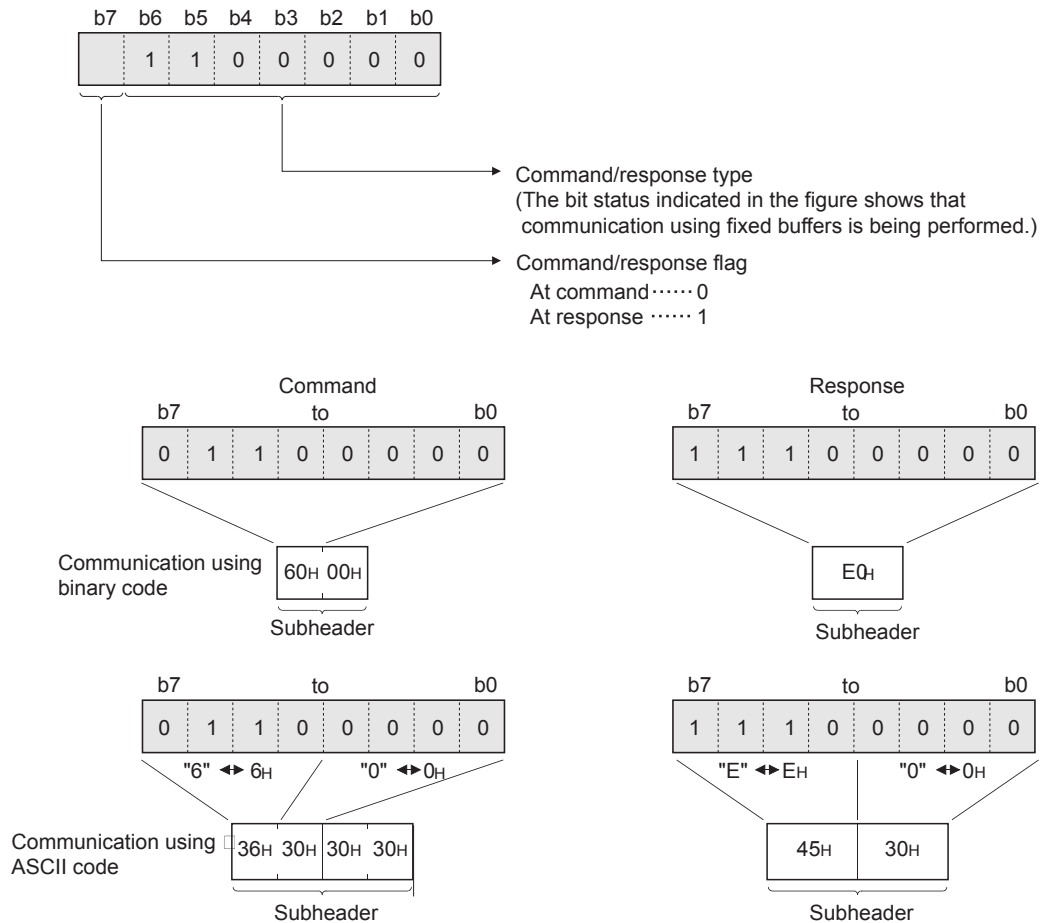 b7 b6 b5 b4 b3 b2 b1 b0
1 1 0 0 0 0 0
Command/response type
(The bit status indicated in the figure shows that
communication using fixed buffers is being performed.)
Command/response flag
At command ...... 0
At response ...... 1
Command
b7 to b0
0 1 1 0 0 0 0 0
Communication using
binary code
60H 00H
Subheader
Response
b7 to b0
1 1 1 0 0 0 0 0
E0H
Subheader
b7 to b0
0 1 1 0 0 0 0 0
"6" ↔ 6H "0" ↔ 0H
Communication using
ASCII code
36H 30H 30H 30H
Subheader
b7 to b0
1 1 1 0 0 0 0 0
"E" ↔ EH "0" ↔ 0H
45H 30H
Subheader